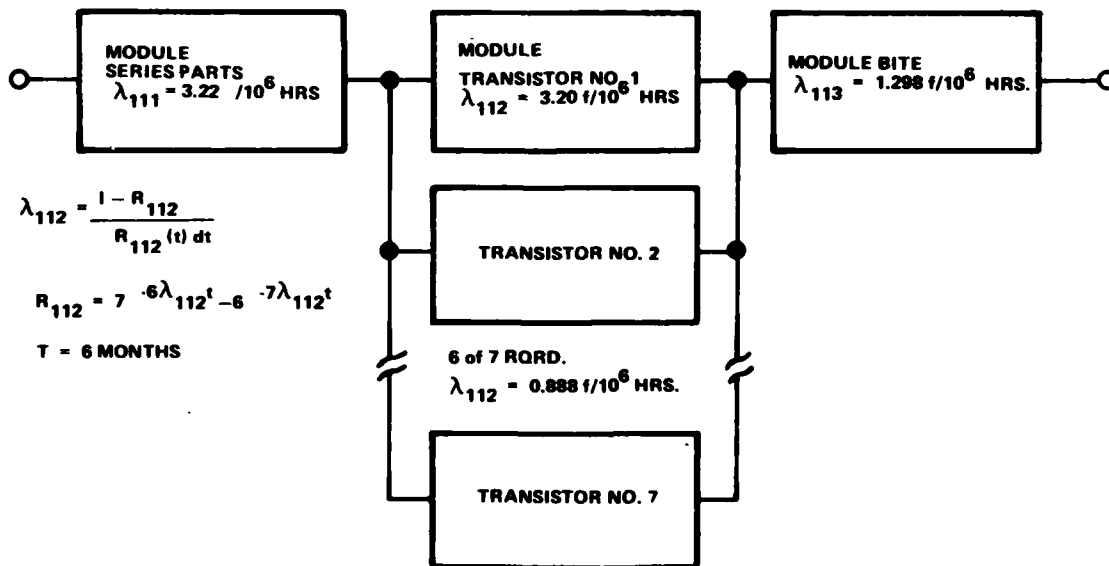 MODULE
SERIES PARTS
λ111 = 3.22 /10^6 HRS
MODULE
TRANSISTOR NO. 1
λ112 = 3.20 f/10^6 HRS
MODULE BITE
λ113 = 1.298 f/10^6 HRS.
λ112 = I − R112
R112 (t) dt
TRANSISTOR NO. 2
R112 = 7 ·6λ112t −6 ·7λ112t
T = 6 MONTHS
6 of 7 RQRD.
λ112 = 0.888 f/10^6 HRS.
TRANSISTOR NO. 7